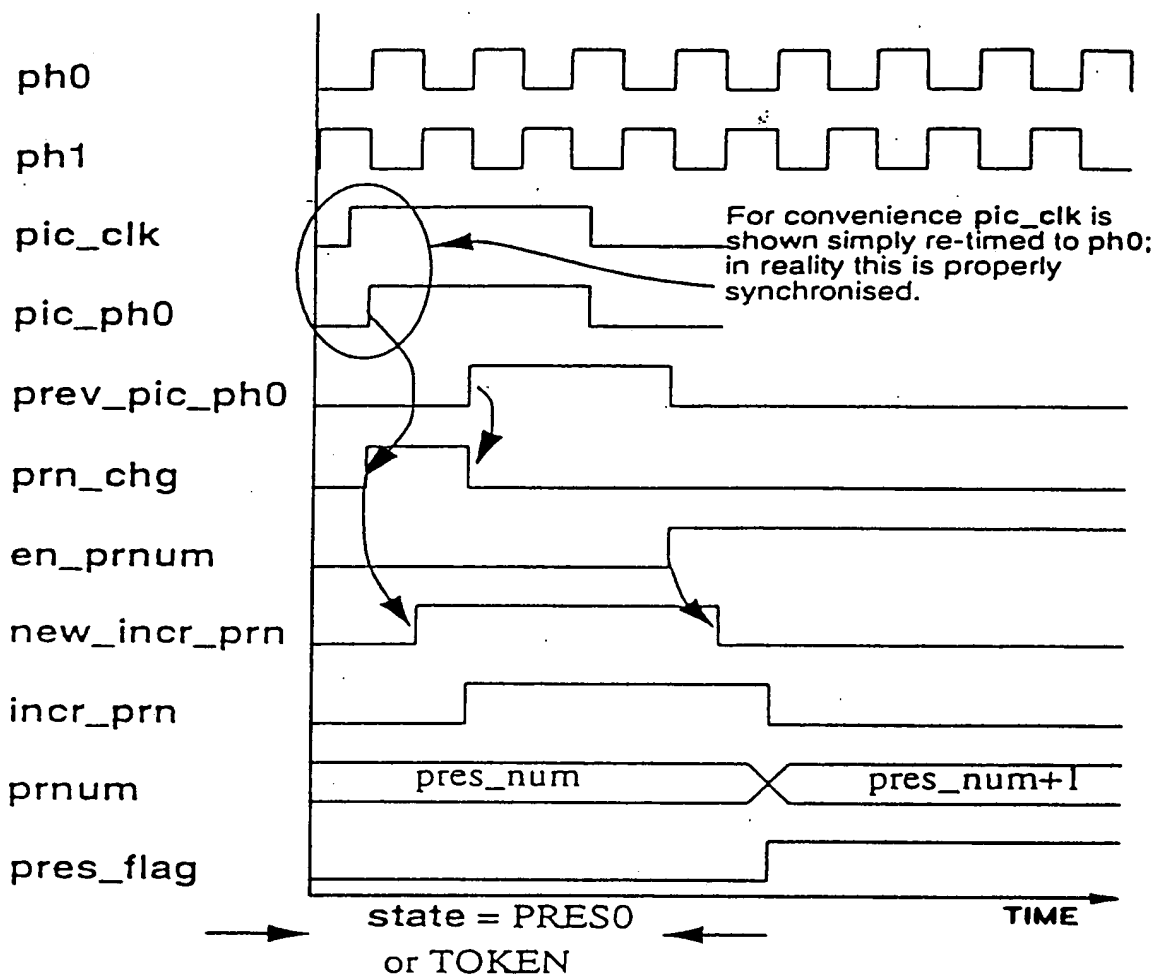 ph0
ph1
pic_clk
For convenience pic_clk is
shown simply re-timed to ph0;
in reality this is properly
synchronised.
pic_ph0
prev_pic_ph0
prn_chg
en_prnum
new_incr_prn
incr_prn
prnum
pres_num
pres_num+1
pres_flag
state = PRES0
or TOKEN
TIME